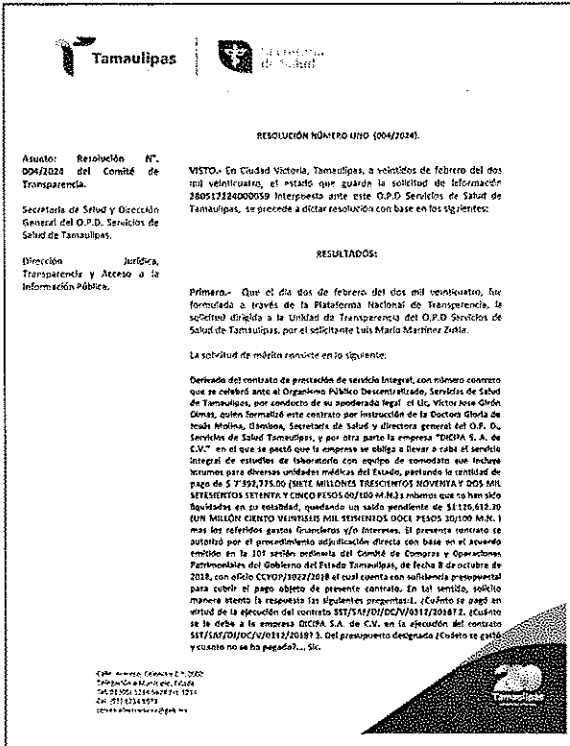 Tamaulipas
Secretaría
de Salud
RESOLUCIÓN NÚMERO UNO (004/2024).
Asunto: Resolución N°.
004/2024 del Comité de
Transparencia.
Secretaría de Salud y Dirección
General del O.P.D. Servicios de
Salud de Tamaulipas.
Dirección Jurídica,
Transparencia y Acceso a la
Información Pública.
VISTO.- En Ciudad Victoria, Tamaulipas, a veintidos de febrero del dos
mil veinticuatro, el estado que guarda la solicitud de información
280517224000059 interpuesta ante este O.P.D Servicios de Salud de
Tamaulipas, se procede a dictar resolución con base en los siguientes:
RESULTADOS:
Primero.- Que el día dos de febrero del dos mil veinticuatro, fue
formulada a través de la Plataforma Nacional de Transparencia, la
solicitud dirigida a la Unidad de Transparencia del O.P.D Servicios de
Salud de Tamaulipas, por el solicitante Luis Mario Martínez
La solicitud de mérito consiste en lo siguiente:
Derivado del contrato de prestación de servicio integral, con número contrato
que se celebró ante el Organismo Público Descentralizado, Servicios de Salud
de Tamaulipas, por conducto de su apoderado legal el Lic, Victor Jose Girón
Dimas, quien formalizó este contrato por instrucción de la Doctora Gloria de
Jesús Molina, Gamboa, Secretaria de Salud y directora general del O.P. D.,
Servicios de Salud Tamaulipas, y por otra parte la empresa "DICIPA S. A. de
C.V." en el que se pactó que la empresa se obliga a llevar a cabo el servicio
integral de estudios de laboratorio con equipo de comodato que incluye
insumos para diversas unidades médicas del Estado, pactando la cantidad de
pago de $ 7'392,775.00 (SIETE MILLONES TRESCIENTOS NOVENTA Y DOS MIL
SETESIENTOS SETENTA Y CINCO PESOS 00/100 M.N.) mismos que no han sido
liquidadas en su totalidad, quedando un saldo pendiente de $1'126,612.30
(UN MILLÓN CIENTO VEINTISEIS MIL SEISIENTOS DOCE PESOS 30/100 M.N. )
mas los referidos gastos financieros y/o intereses. El presente contrato se
autorizó por el procedimiento adjudicación directa con base en el acuerdo
emitido en la 10ª sesión ordinaria del Comité de Compras y Operaciones
Patrimoniales del Gobierno del Estado Tamaulipas, de fecha 8 de octubre de
2018, con oficio CCYOP/1822/2018 el cual cuenta con suficiencia presupuestal
para cubrir el pago objeto de presente contrato. En tal sentido, solicito
manera atenta la respuesta las siguientes preguntas:1. ¿Cuánto se pagó en
virtud de la ejecución del contrato SST/SAF/DJ/DC/V/0312/2018? 2. ¿Cuánto
se le debe a la empresa DICIPA S.A. de C.V. en la ejecución del contrato
SST/SAF/DJ/DC/V/0312/2018? 3. Del presupuesto designado ¿Cuánto se gastó
y cuánto no se ha pagado?..., Sic.
Tamaulipas